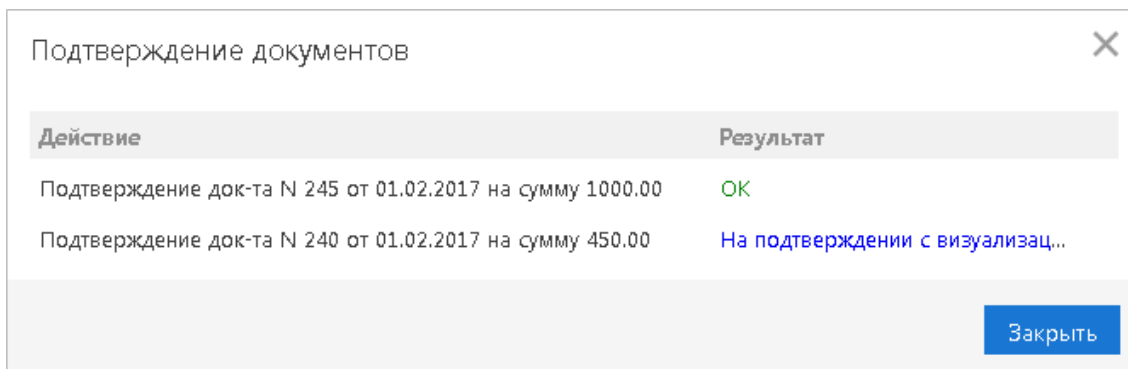 Подтверждение документов
Действие Результат
Подтверждение док-та N 245 от 01.02.2017 на сумму 1000.00 ОК
Подтверждение док-та N 240 от 01.02.2017 на сумму 450.00 На подтверждении с визуализац...
Закрыть